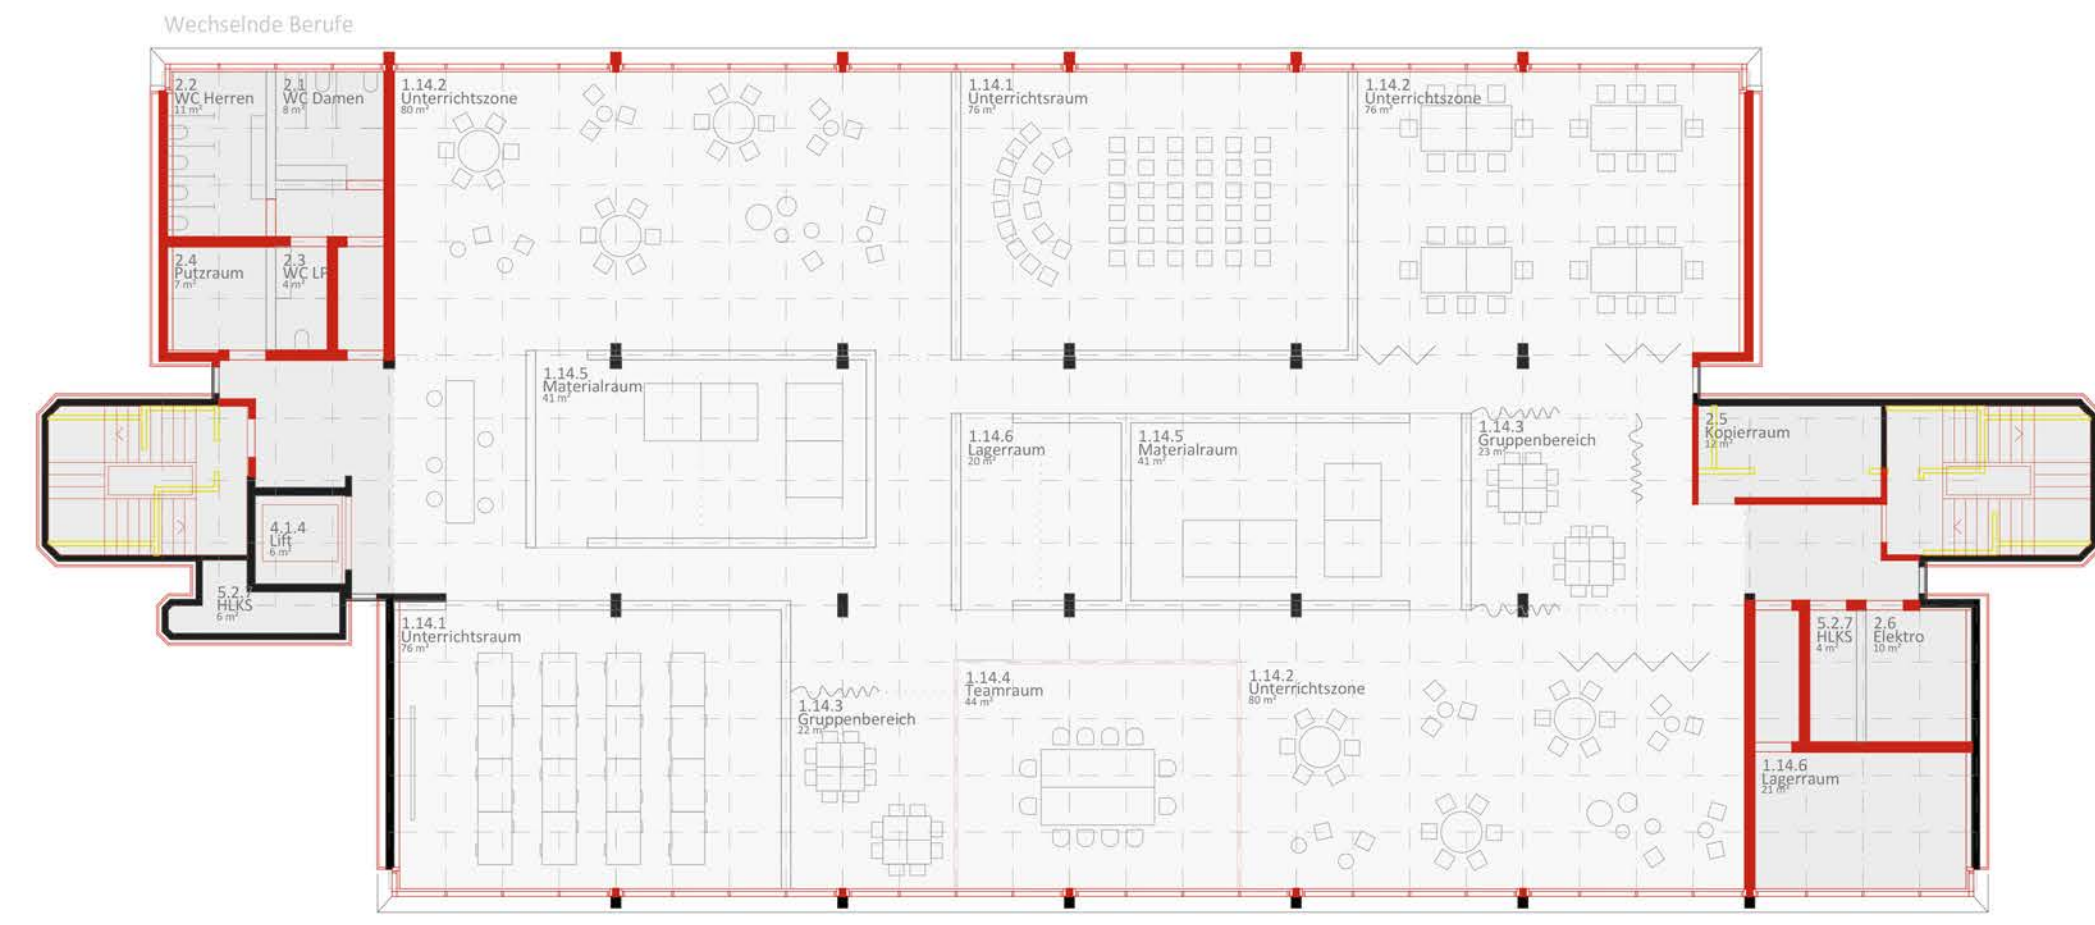 Wechselnde Berufe
2.2
WC Herren
11 m²
2.1
WC Damen
8 m²
1.14.2
Unterrichtszone
80 m²
1.14.1
Unterrichtsraum
76 m²
1.14.2
Unterrichtszone
76 m²
2.4
Putzraum
7 m²
2.3
WC LP
4 m²
1.14.5
Materialraum
41 m²
1.14.6
Lagerraum
20 m²
1.14.5
Materialraum
41 m²
1.14.3
Gruppenbereich
23 m²
2.5
Kopierraum
12 m²
4.1.4
Lift
6 m²
5.2.7
HLKS
6 m²
1.14.1
Unterrichtsraum
76 m²
1.14.3
Gruppenbereich
22 m²
1.14.4
Teamraum
44 m²
1.14.2
Unterrichtszone
80 m²
5.2.7
HLKS
4 m²
2.6
Elektro
10 m²
1.14.6
Lagerraum
21 m²